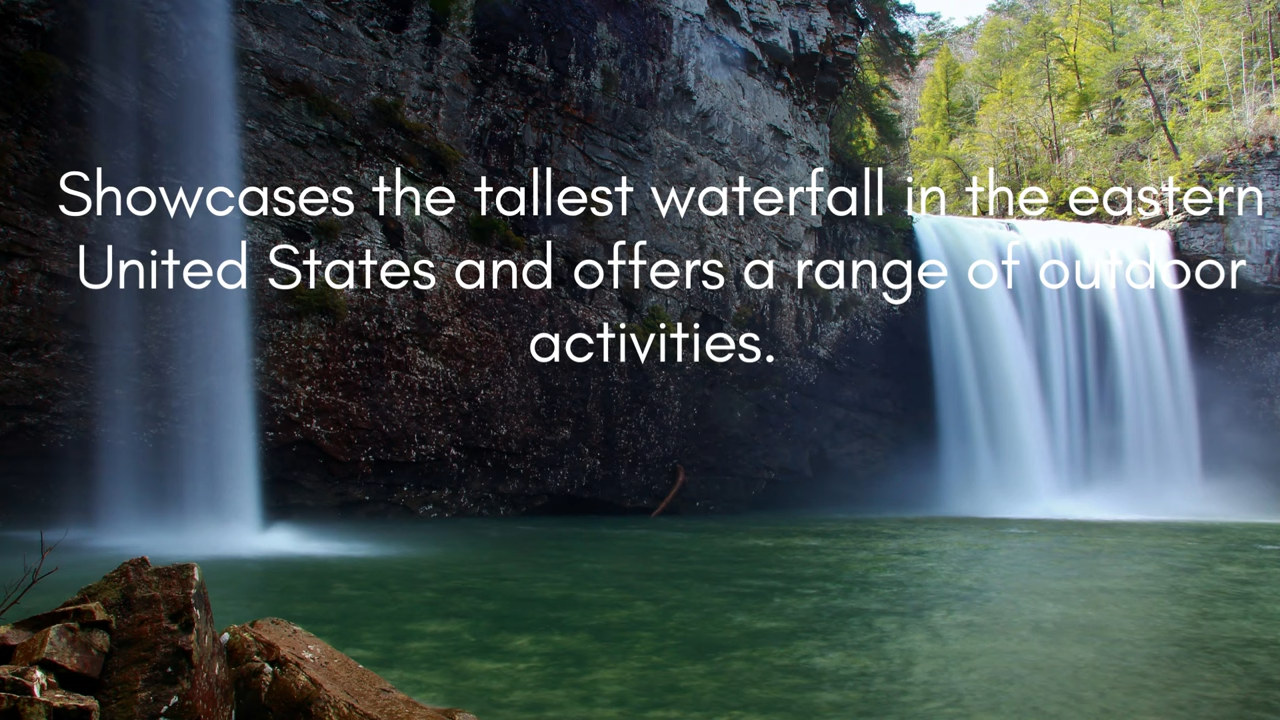 Showcases the tallest waterfall in the eastern
United States and offers a range of outdoor
activities.